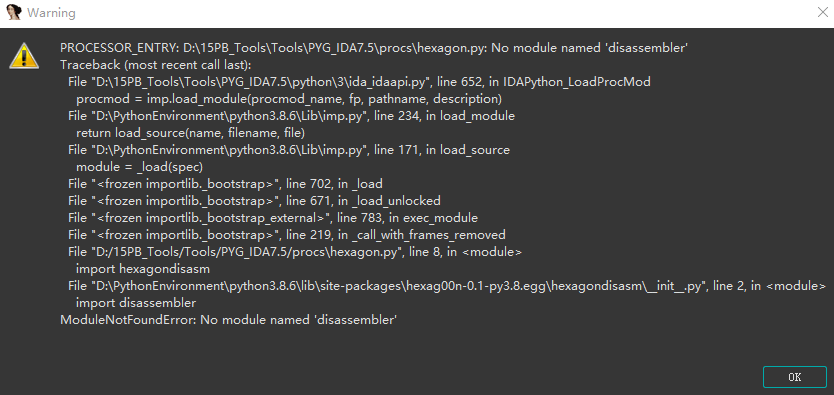 Warning
PROCESSOR_ENTRY: D:\15PB_Tools\Tools\PYG_IDA7.5\procs\hexagon.py: No module named 'disassembler'
Traceback (most recent call last):
File "D:\15PB_Tools\Tools\PYG_IDA7.5\python\3\ida_idaapi.py", line 652, in IDAPython_LoadProcMod
procmod = imp.load_module(procmod_name, fp, pathname, description)
File "D:\PythonEnvironment\python3.8.6\Lib\imp.py", line 234, in load_module
return load_source(name, filename, file)
File "D:\PythonEnvironment\python3.8.6\Lib\imp.py", line 171, in load_source
module = _load(spec)
File "<frozen importlib._bootstrap>", line 702, in _load
File "<frozen importlib._bootstrap>", line 671, in _load_unlocked
File "<frozen importlib._bootstrap_external>", line 783, in exec_module
File "<frozen importlib._bootstrap>", line 219, in _call_with_frames_removed
File "D:/15PB_Tools/Tools/PYG_IDA7.5/procs\hexagon.py", line 8, in <module>
import hexagondisasm
File "D:\PythonEnvironment\python3.8.6\lib\site-packages\hexag00n-0.1-py3.8.egg\hexagondisasm\__init__.py", line 2, in <module>
import disassembler
ModuleNotFoundError: No module named 'disassembler'
OK